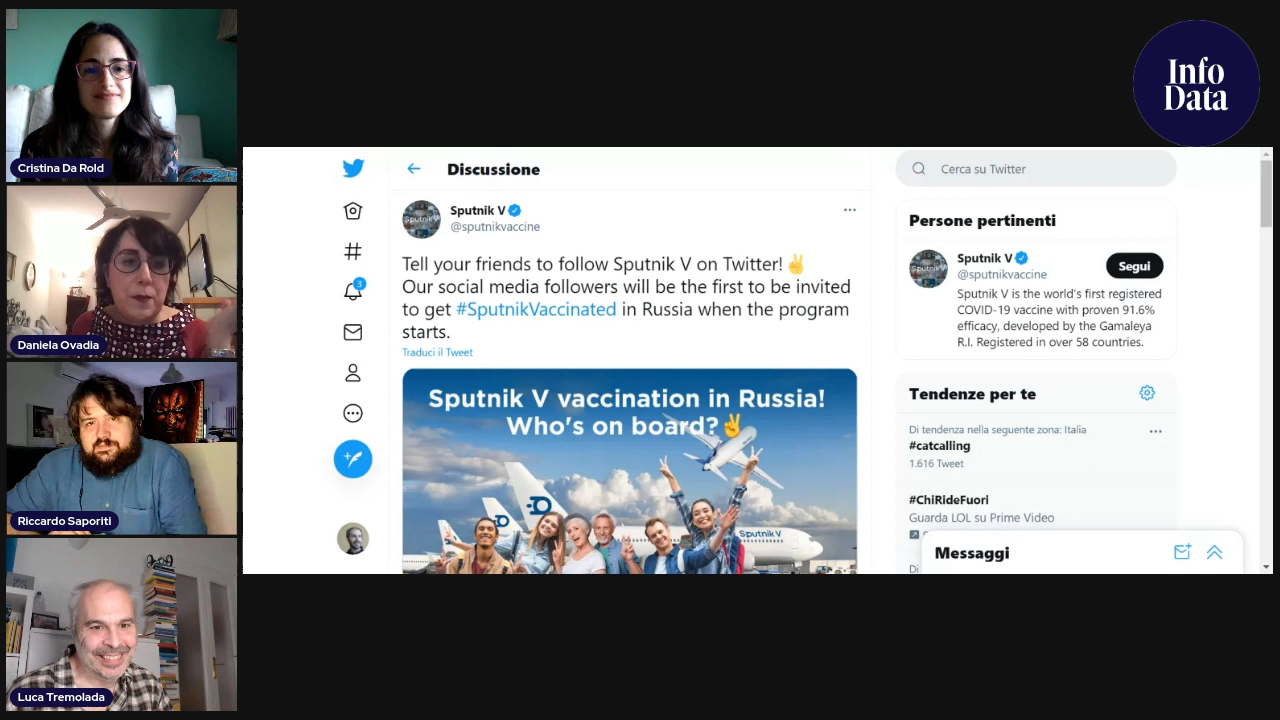 Cristina Da Rold
Daniela Ovadia
Riccardo Saporiti
Luca Tremolada
Info
Data
Discussione
Sputnik V
@sputnikvaccine
Tell your friends to follow Sputnik V on Twitter! ✌
Our social media followers will be the first to be invited
to get #SputnikVaccinated in Russia when the program
starts.
Traduci il Tweet
Sputnik V vaccination in Russia!
Who's on board? ✌
Sputnik V
3
Cerca su Twitter
Persone pertinenti
Sputnik V
@sputnikvaccine
Segui
Sputnik V is the world's first registered
COVID-19 vaccine with proven 91.6%
efficacy, developed by the Gamaleya
R.I. Registered in over 58 countries.
Tendenze per te
Di tendenza nella seguente zona: Italia
#catcalling
1.616 Tweet
#ChiRideFuori
Guarda LOL su Prime Video
Di
Messaggi